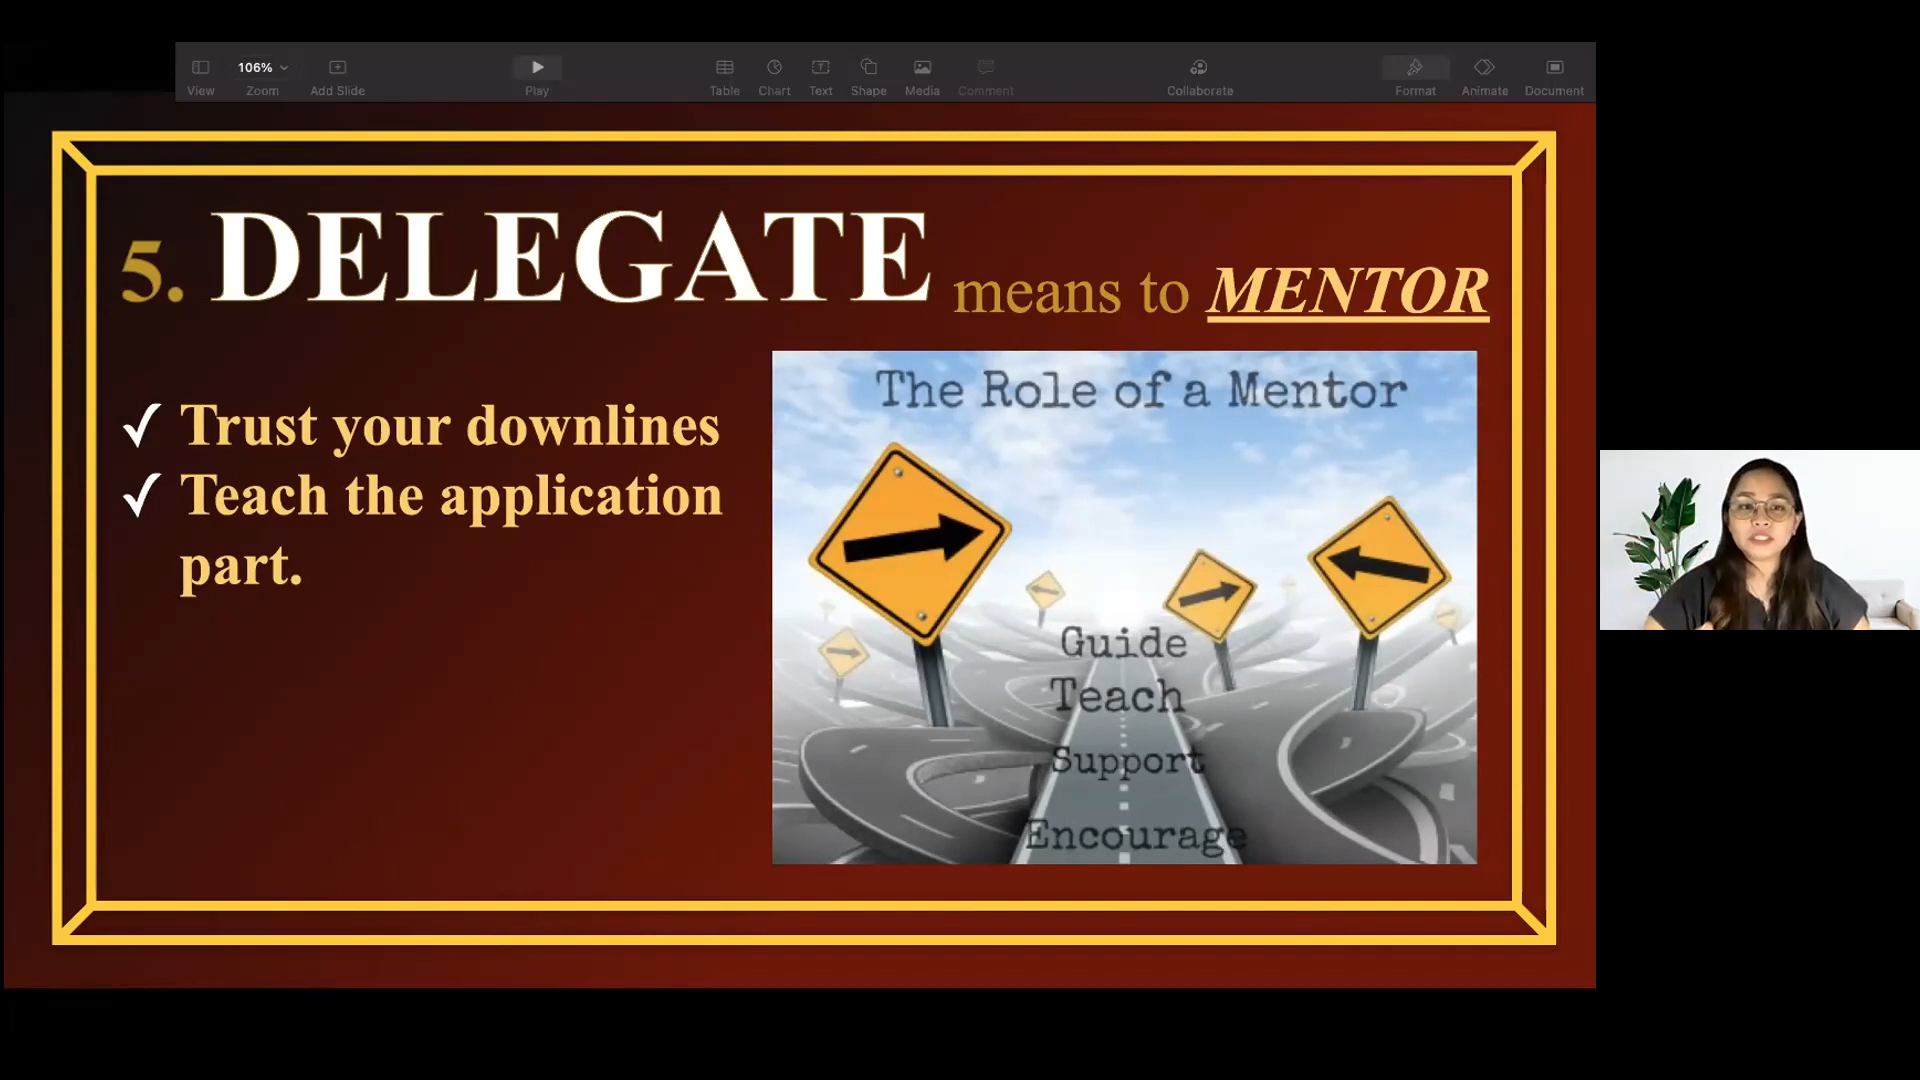 106%
View
Zoom
Add Slide
Play
Table
Chart
Text
Shape
Media
Comment
Collaborate
Format
Animate
Document
5. DELEGATE means to MENTOR
✓ Trust your downlines
✓ Teach the application
part.
The Role of a Mentor
Guide
Teach
Support
Encourage